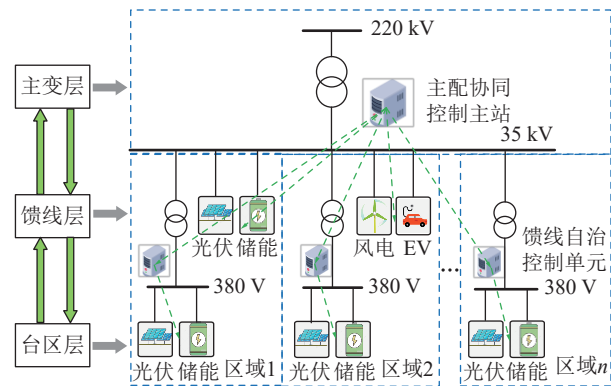 220 kV
主变层
主配协同
控制主站
35 kV
馈线层
光伏 储能
风电 EV
馈线自治
控制单元
380 V
380 V
380 V
...
台区层
光伏 储能 区域1
光伏 储能 区域2
光伏 储能 区域n